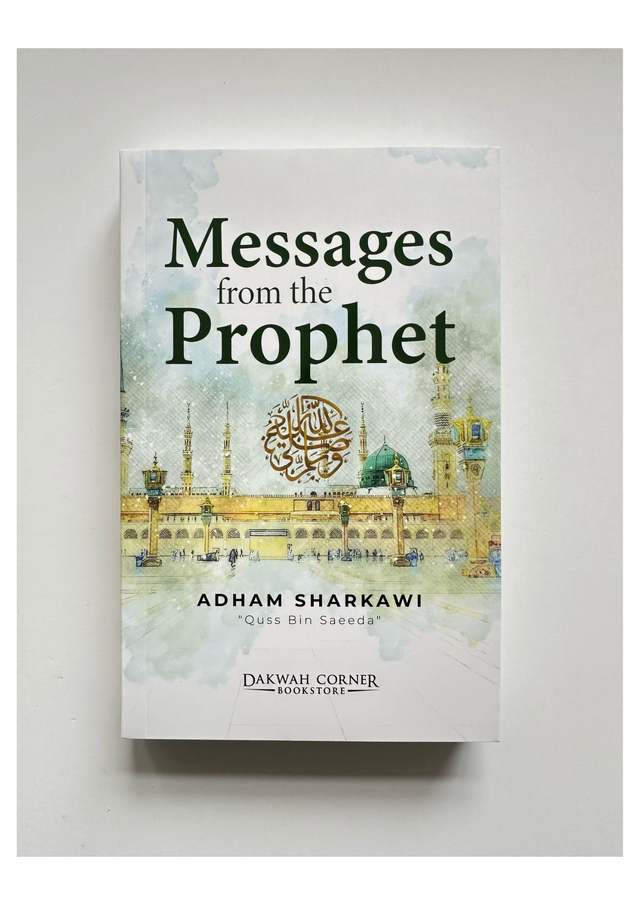 Messages
from the
Prophet
صلى الله عليه وسلم
ADHAM SHARKAWI
"Quss Bin Saeeda"
DAKWAH CORNER
BOOKSTORE